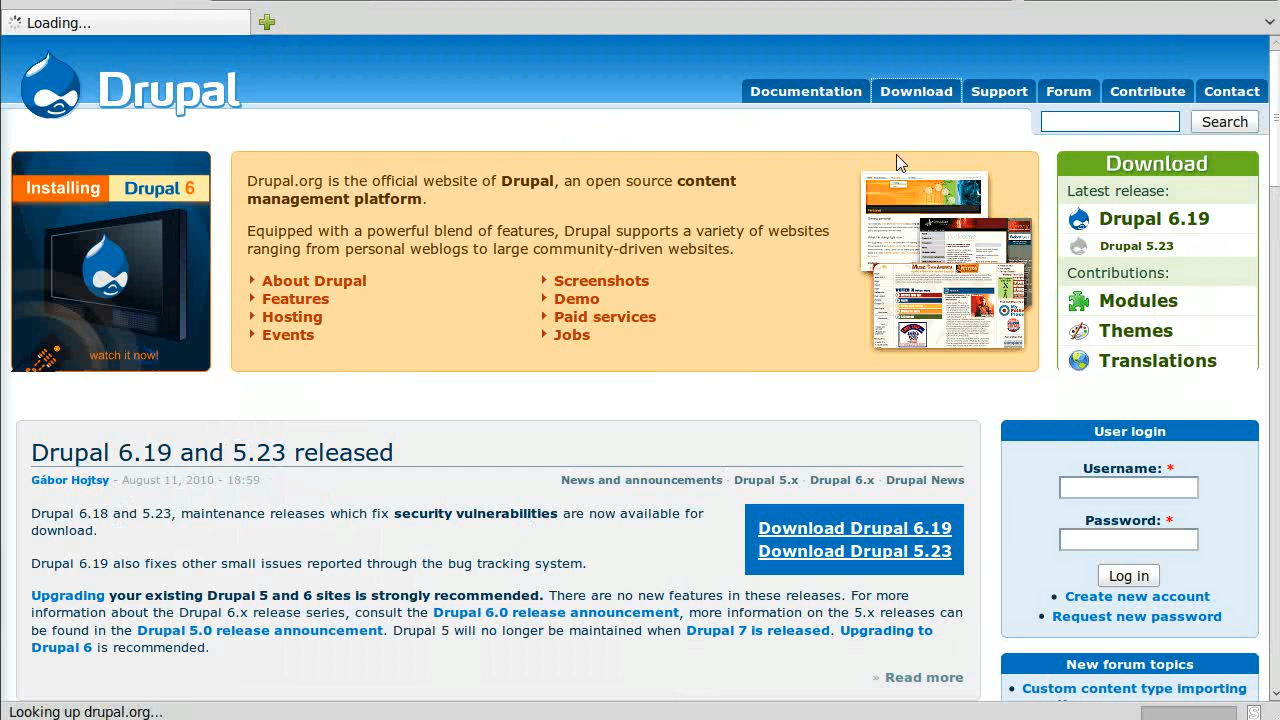 Loading...
Drupal
Documentation
Download
Support
Forum
Contribute
Contact
Search
Installing Drupal 6
watch it now!
Drupal.org is the official website of Drupal, an open source content
management platform.
Equipped with a powerful blend of features, Drupal supports a variety of websites
ranging from personal weblogs to large community-driven websites.
About Drupal
Features
Hosting
Events
Screenshots
Demo
Paid services
Jobs
Download
Latest release:
Drupal 6.19
Drupal 5.23
Contributions:
Modules
Themes
Translations
Drupal 6.19 and 5.23 released
Gábor Hojtsy - August 11, 2010 - 18:59
News and announcements · Drupal 5.x · Drupal 6.x · Drupal News
Drupal 6.18 and 5.23, maintenance releases which fix security vulnerabilities are now available for
download.
Download Drupal 6.19
Download Drupal 5.23
Drupal 6.19 also fixes other small issues reported through the bug tracking system.
Upgrading your existing Drupal 5 and 6 sites is strongly recommended. There are no new features in these releases. For more
information about the Drupal 6.x release series, consult the Drupal 6.0 release announcement, more information on the 5.x releases can
be found in the Drupal 5.0 release announcement. Drupal 5 will no longer be maintained when Drupal 7 is released. Upgrading to
Drupal 6 is recommended.
» Read more
User login
Username: *
Password: *
Log in
Create new account
Request new password
New forum topics
Custom content type importing
Looking up drupal.org...